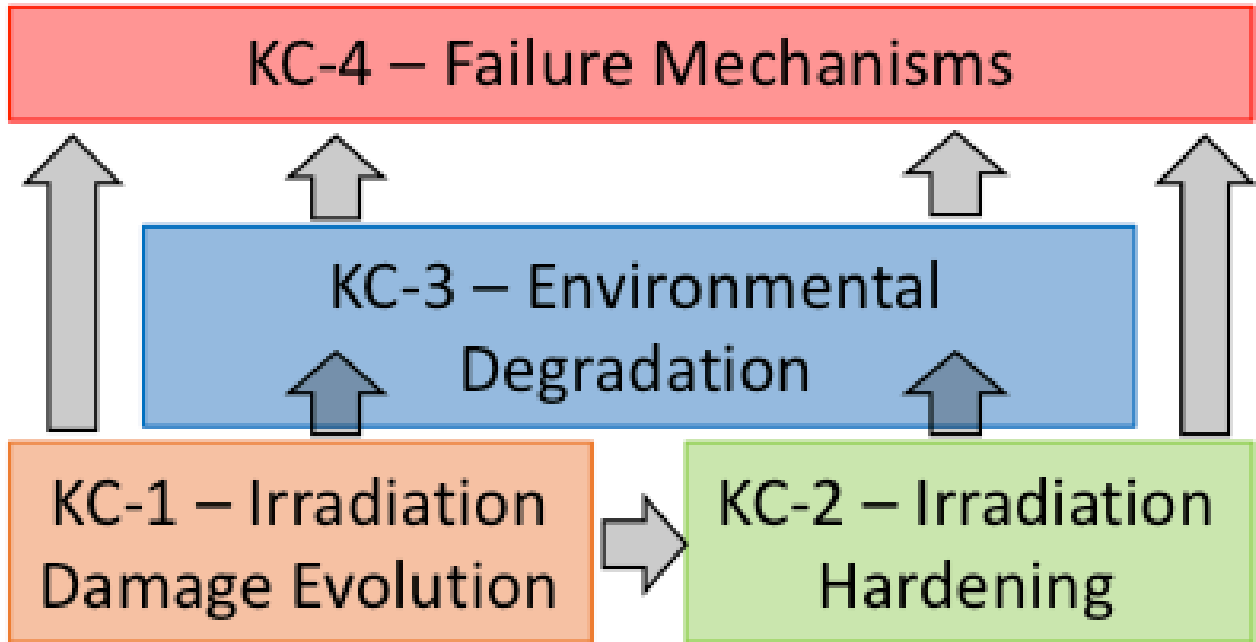 KC-4 – Failure Mechanisms
KC-3 – Environmental
Degradation
KC-1 – Irradiation
Damage Evolution
KC-2 – Irradiation
Hardening